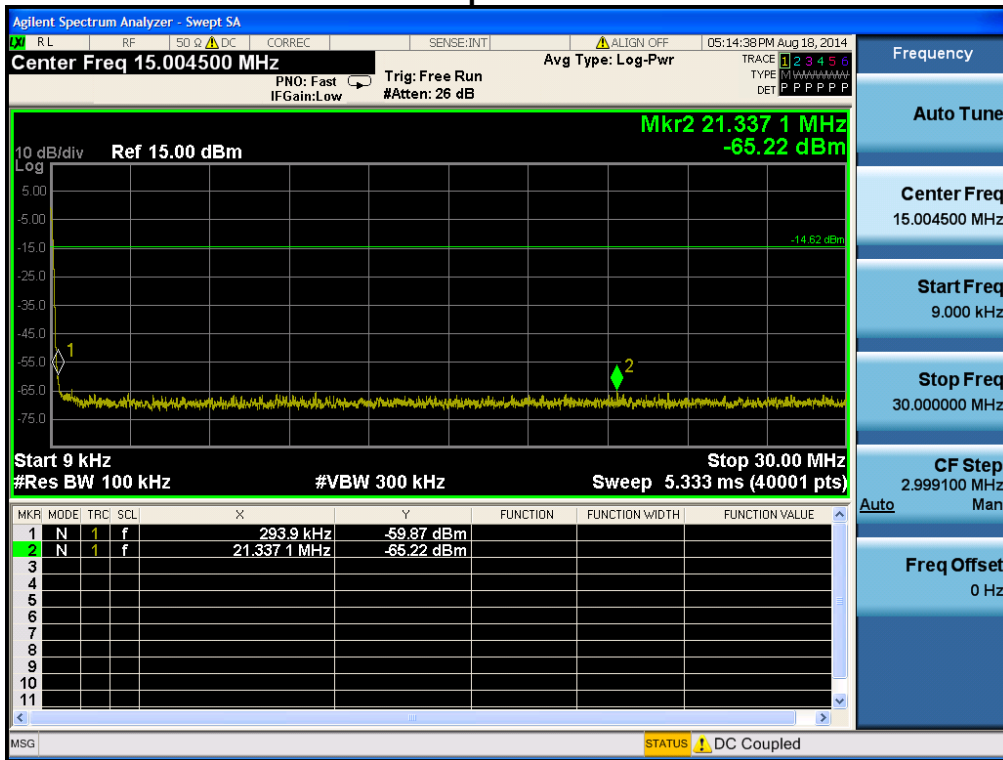 Agilent Spectrum Analyzer - Swept SA
LXI RL RF 50 Ω DC CORREC SENSE:INT ALIGN OFF 05:14:38 PM Aug 18, 2014
Center Freq 15.004500 MHz
PNO: Fast
IFGain:Low
Trig: Free Run
#Atten: 26 dB
Avg Type: Log-Pwr
TRACE 1 2 3 4 5 6
TYPE M
DET P P P P P P
Mkr2 21.337 1 MHz
-65.22 dBm
10 dB/div Ref 15.00 dBm
Log
5.00
-5.00
-15.0
-14.62 dBm
-25.0
-35.0
-45.0
1
-55.0
2
-65.0
-75.0
Start 9 kHz Stop 30.00 MHz
#Res BW 100 kHz #VBW 300 kHz Sweep 5.333 ms (40001 pts)
MKR MODE TRC SCL X Y FUNCTION FUNCTION WIDTH FUNCTION VALUE
1 N 1 f 293.9 kHz -59.87 dBm
2 N 1 f 21.337 1 MHz -65.22 dBm
3
4
5
6
7
8
9
10
11
MSG STATUS DC Coupled
Frequency
Auto Tune
Center Freq
15.004500 MHz
Start Freq
9.000 kHz
Stop Freq
30.000000 MHz
CF Step
2.999100 MHz
Auto Man
Freq Offset
0 Hz